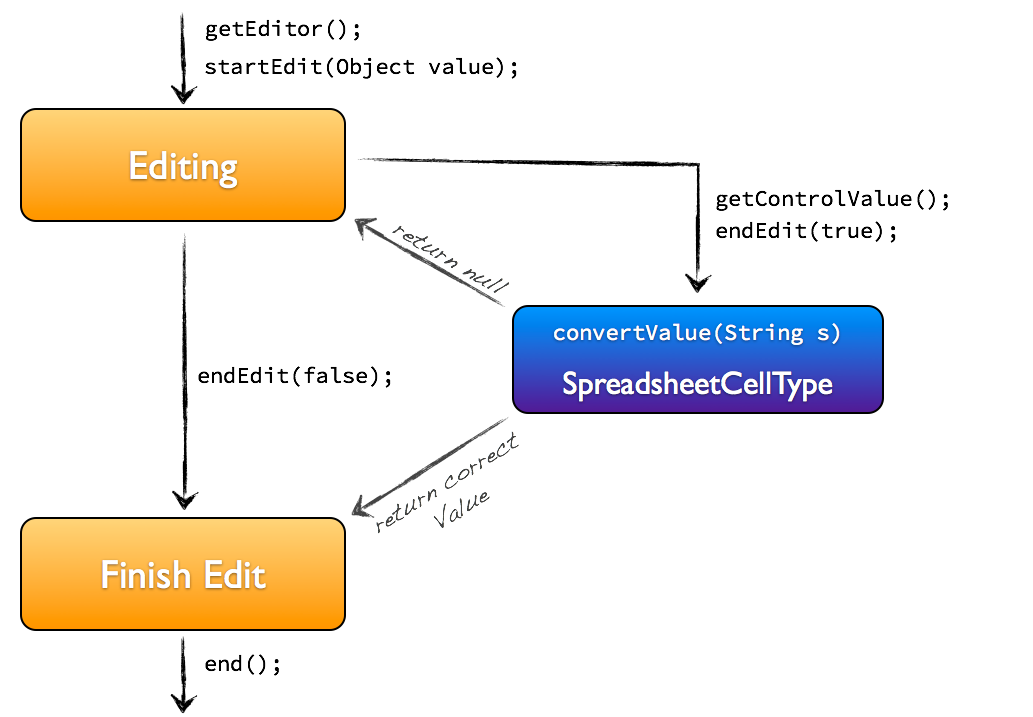 getEditor();
startEdit(Object value);
Editing
getControlValue();
endEdit(true);
return null
convertValue(String s)
SpreadsheetCellType
endEdit(false);
return correct
Value
Finish Edit
end();